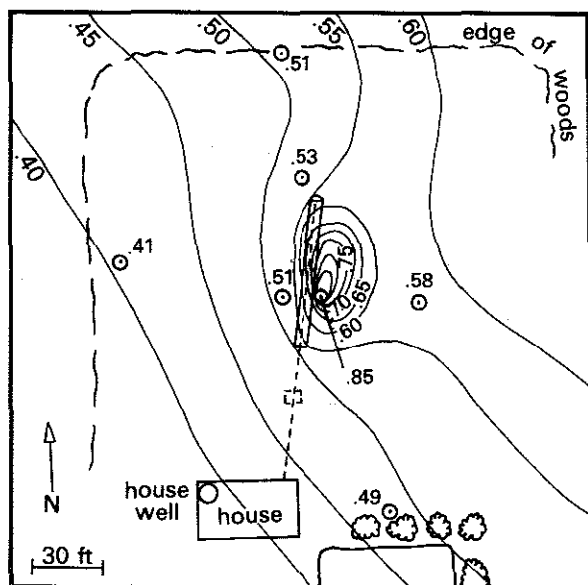 .45
.50
.55
.60
edge of
woods
.51
.53
.40
.41
.51
.75
.58
.70
.65
.60
.85
house
well
house
N
.49
30 ft